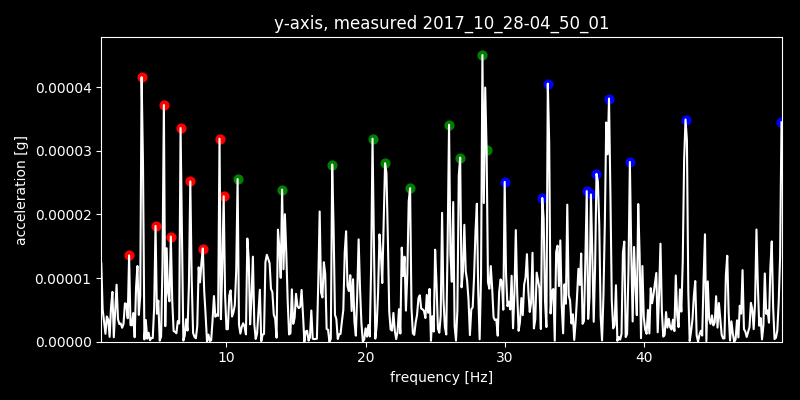 y-axis, measured 2017_10_28-04_50_01
acceleration [g]
0.00004
0.00003
0.00002
0.00001
0.00000
10 20 30 40
frequency [Hz]